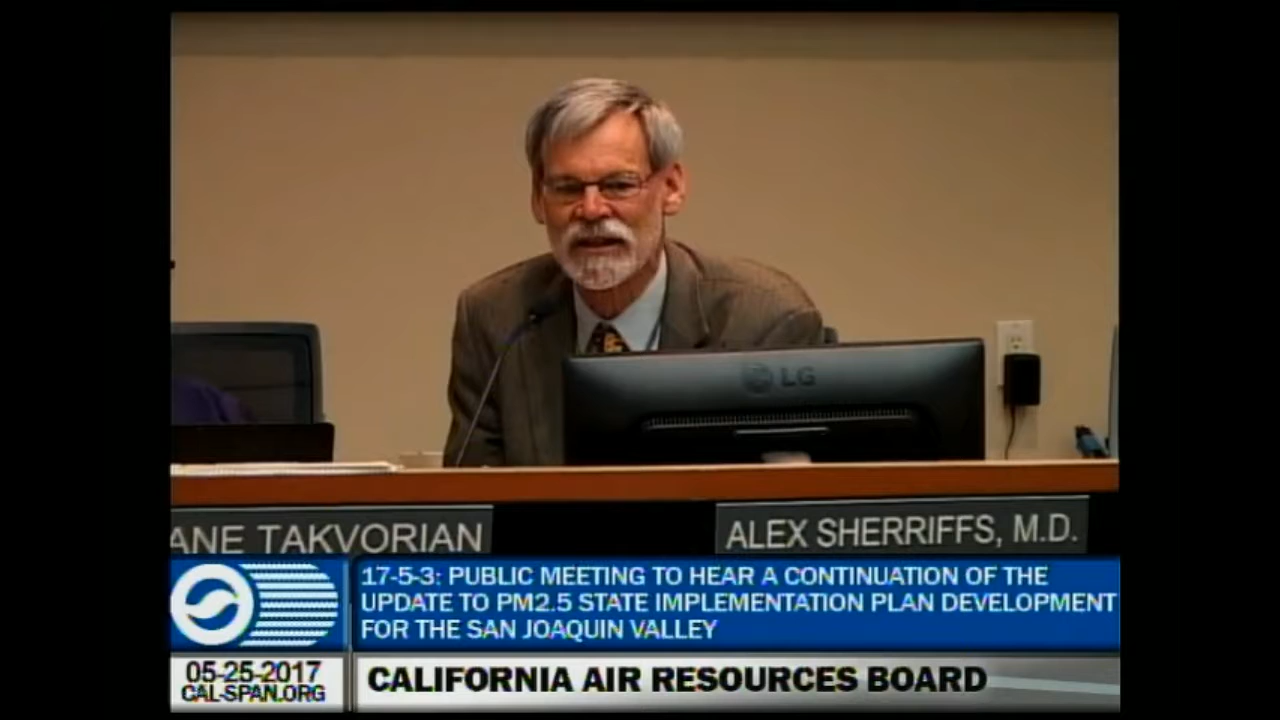 LG
ANE TAKVORIAN
ALEX SHERRIFFS, M.D.
17-5-3: PUBLIC MEETING TO HEAR A CONTINUATION OF THE
UPDATE TO PM2.5 STATE IMPLEMENTATION PLAN DEVELOPMENT
FOR THE SAN JOAQUIN VALLEY
05-25-2017
CAL-SPAN.ORG
CALIFORNIA AIR RESOURCES BOARD